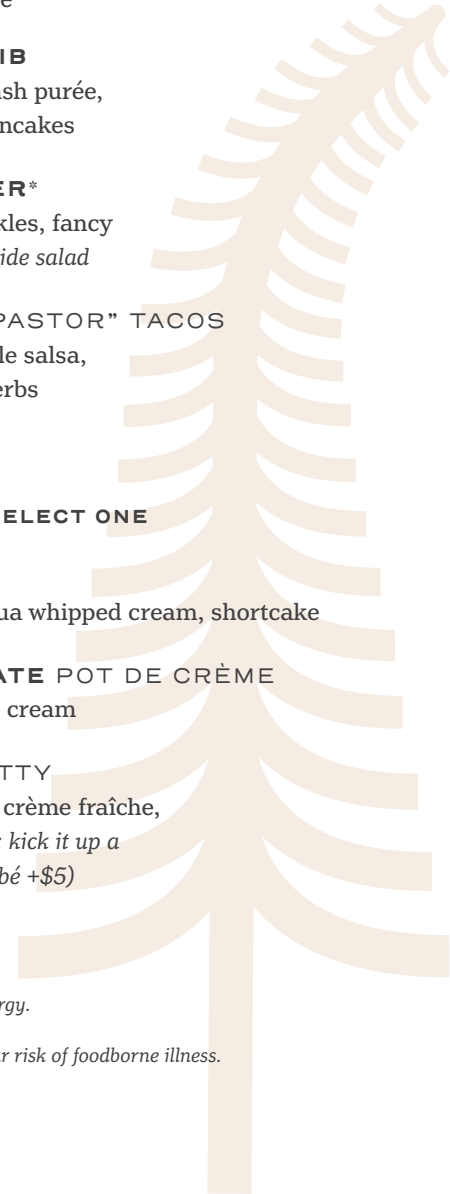 e
IB
sh purée,
ncakes
ER*
kles, fancy
ide salad
PASTOR” TACOS
le salsa,
erbs
ELECT ONE
ua whipped cream, shortcake
ATE POT DE CRÈME
cream
TTY
crème fraîche,
kick it up a
bé +$5)
rgy.
r risk of foodborne illness.